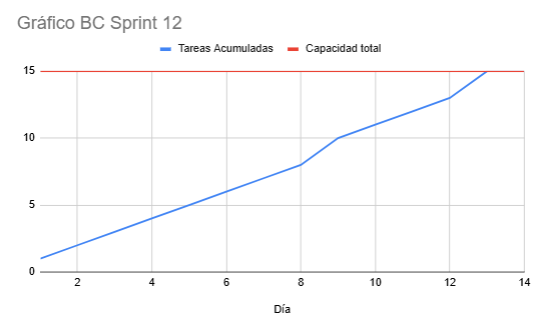 Gráfico BC Sprint 12
Tareas Acumuladas Capacidad total
15
10
5
0
2 4 6 8 10 12 14
Día